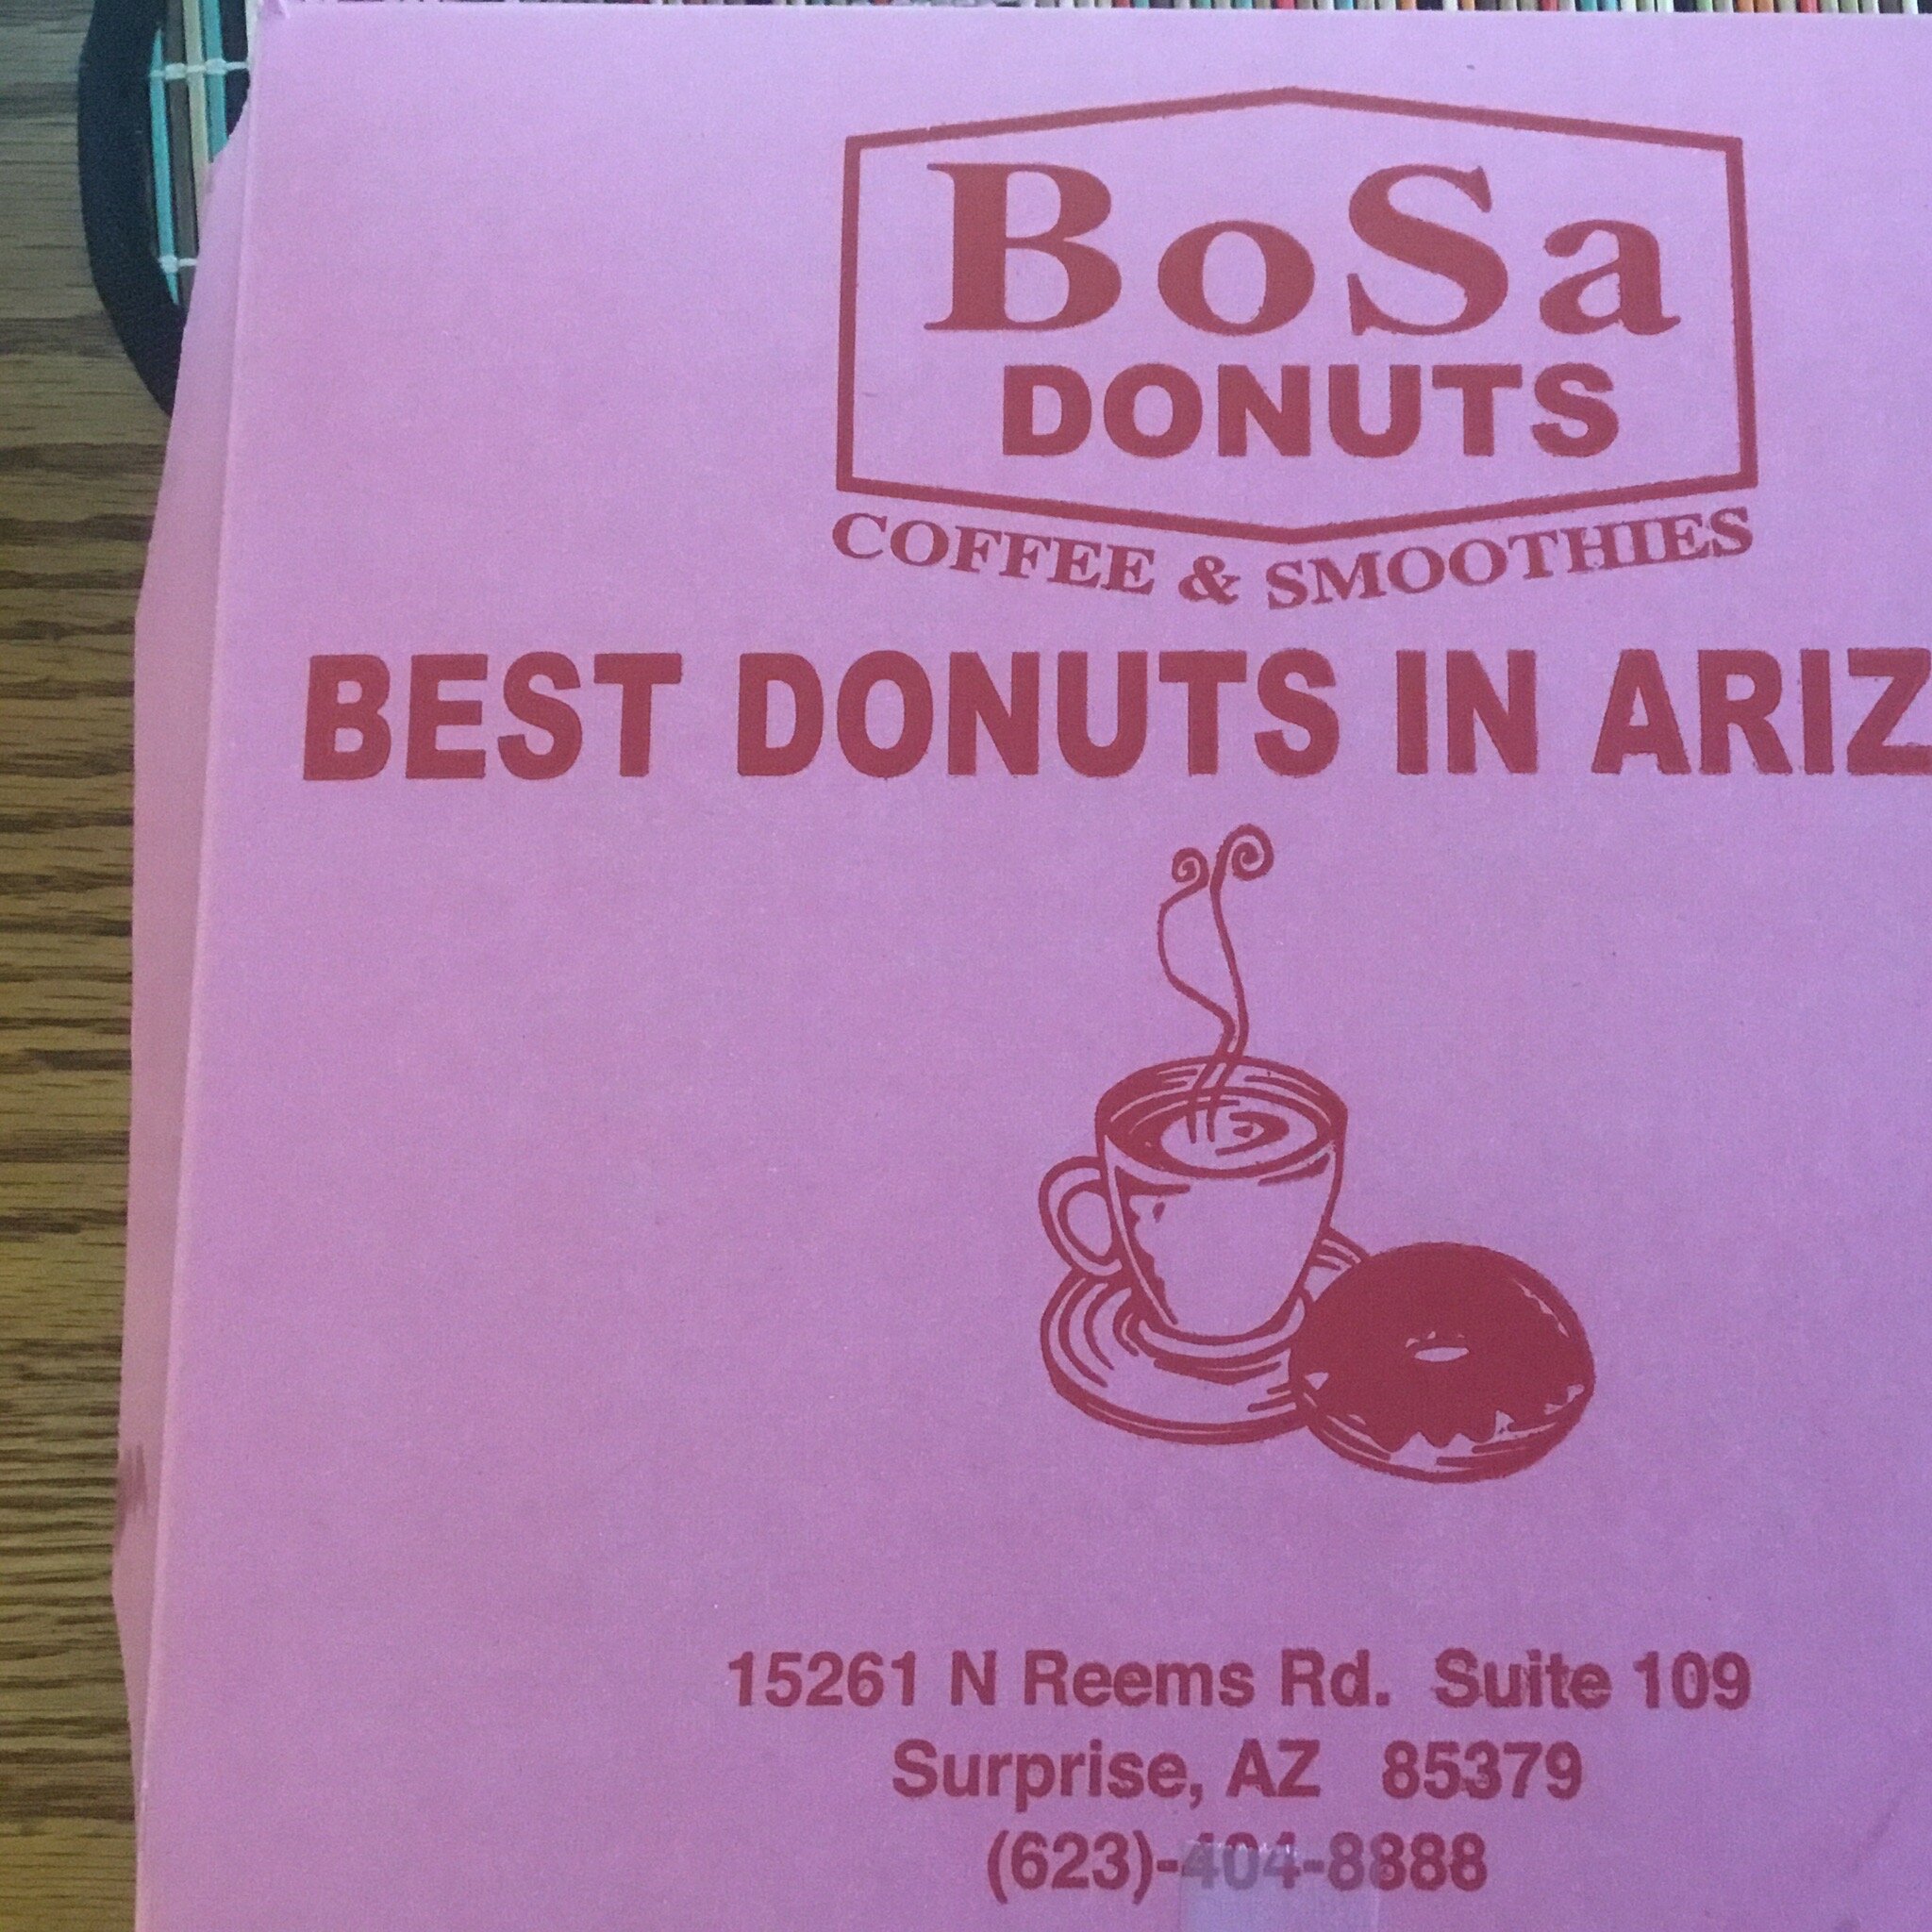 BoSa
DONUTS
COFFEE & SMOOTHIES
BEST DONUTS IN ARIZ
15261 N Reems Rd. Suite 109
Surprise, AZ 85379
(623)-404-8888